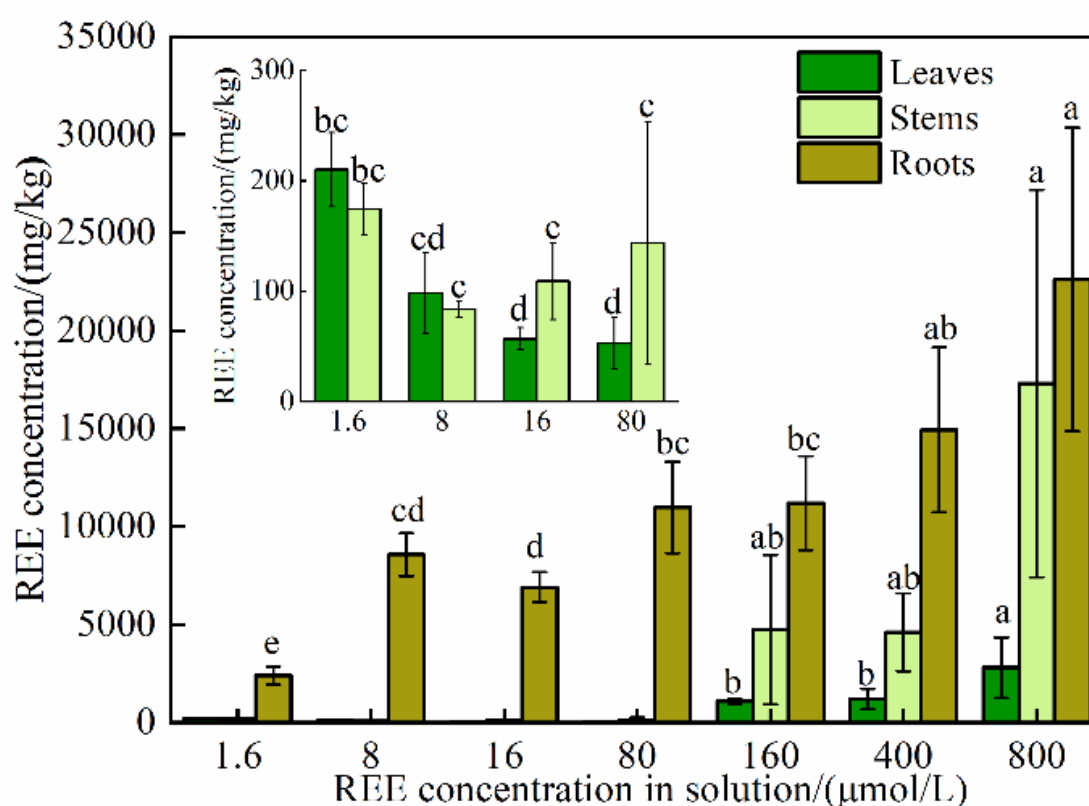 35000
30000
25000
20000
15000
10000
5000
0
REE concentration/(mg/kg)
300
200
100
0
REE concentration/(mg/kg)
bc
bc
cd
c
d
c
d
c
1.6
8
16
80
Leaves
Stems
Roots
e
cd
d
bc
b
ab
bc
b
ab
ab
a
a
a
1.6
8
16
80
160
400
800
REE concentration in solution/(μmol/L)